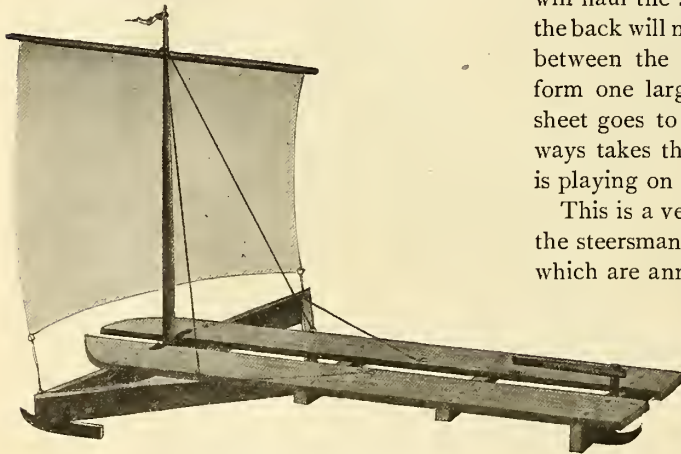 will haul the
the back will
between the
form one larg
sheet goes to
ways takes th
is playing on
This is a ve
the steersman
which are ann